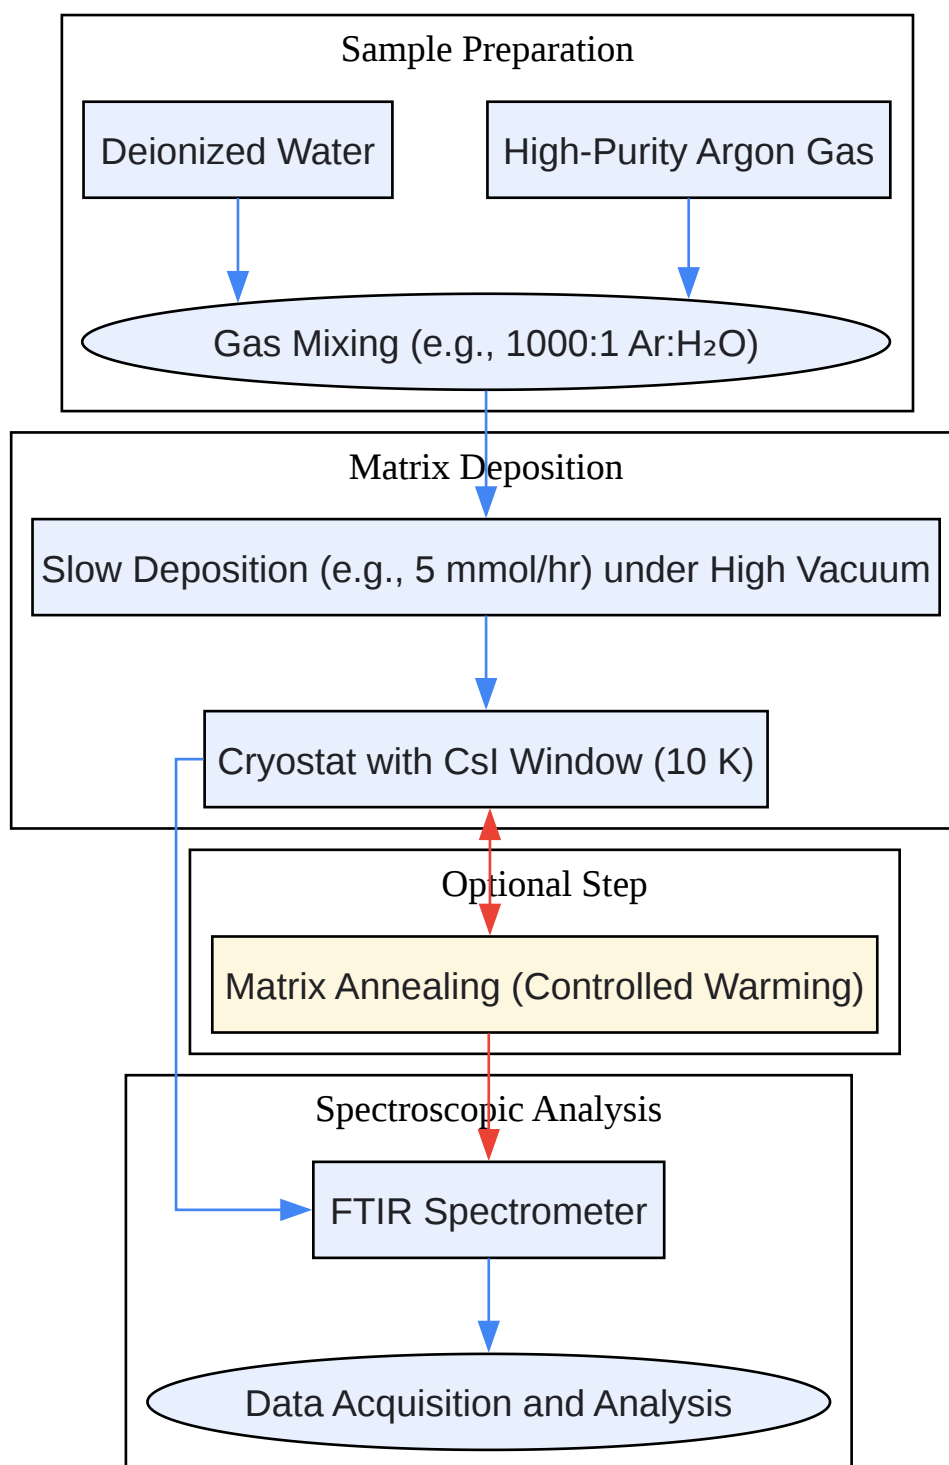 Sample Preparation
Deionized Water
High-Purity Argon Gas
Gas Mixing (e.g., 1000:1 Ar:H₂O)
Matrix Deposition
Slow Deposition (e.g., 5 mmol/hr) under High Vacuum
Cryostat with CsI Window (10 K)
Optional Step
Matrix Annealing (Controlled Warming)
Spectroscopic Analysis
FTIR Spectrometer
Data Acquisition and Analysis